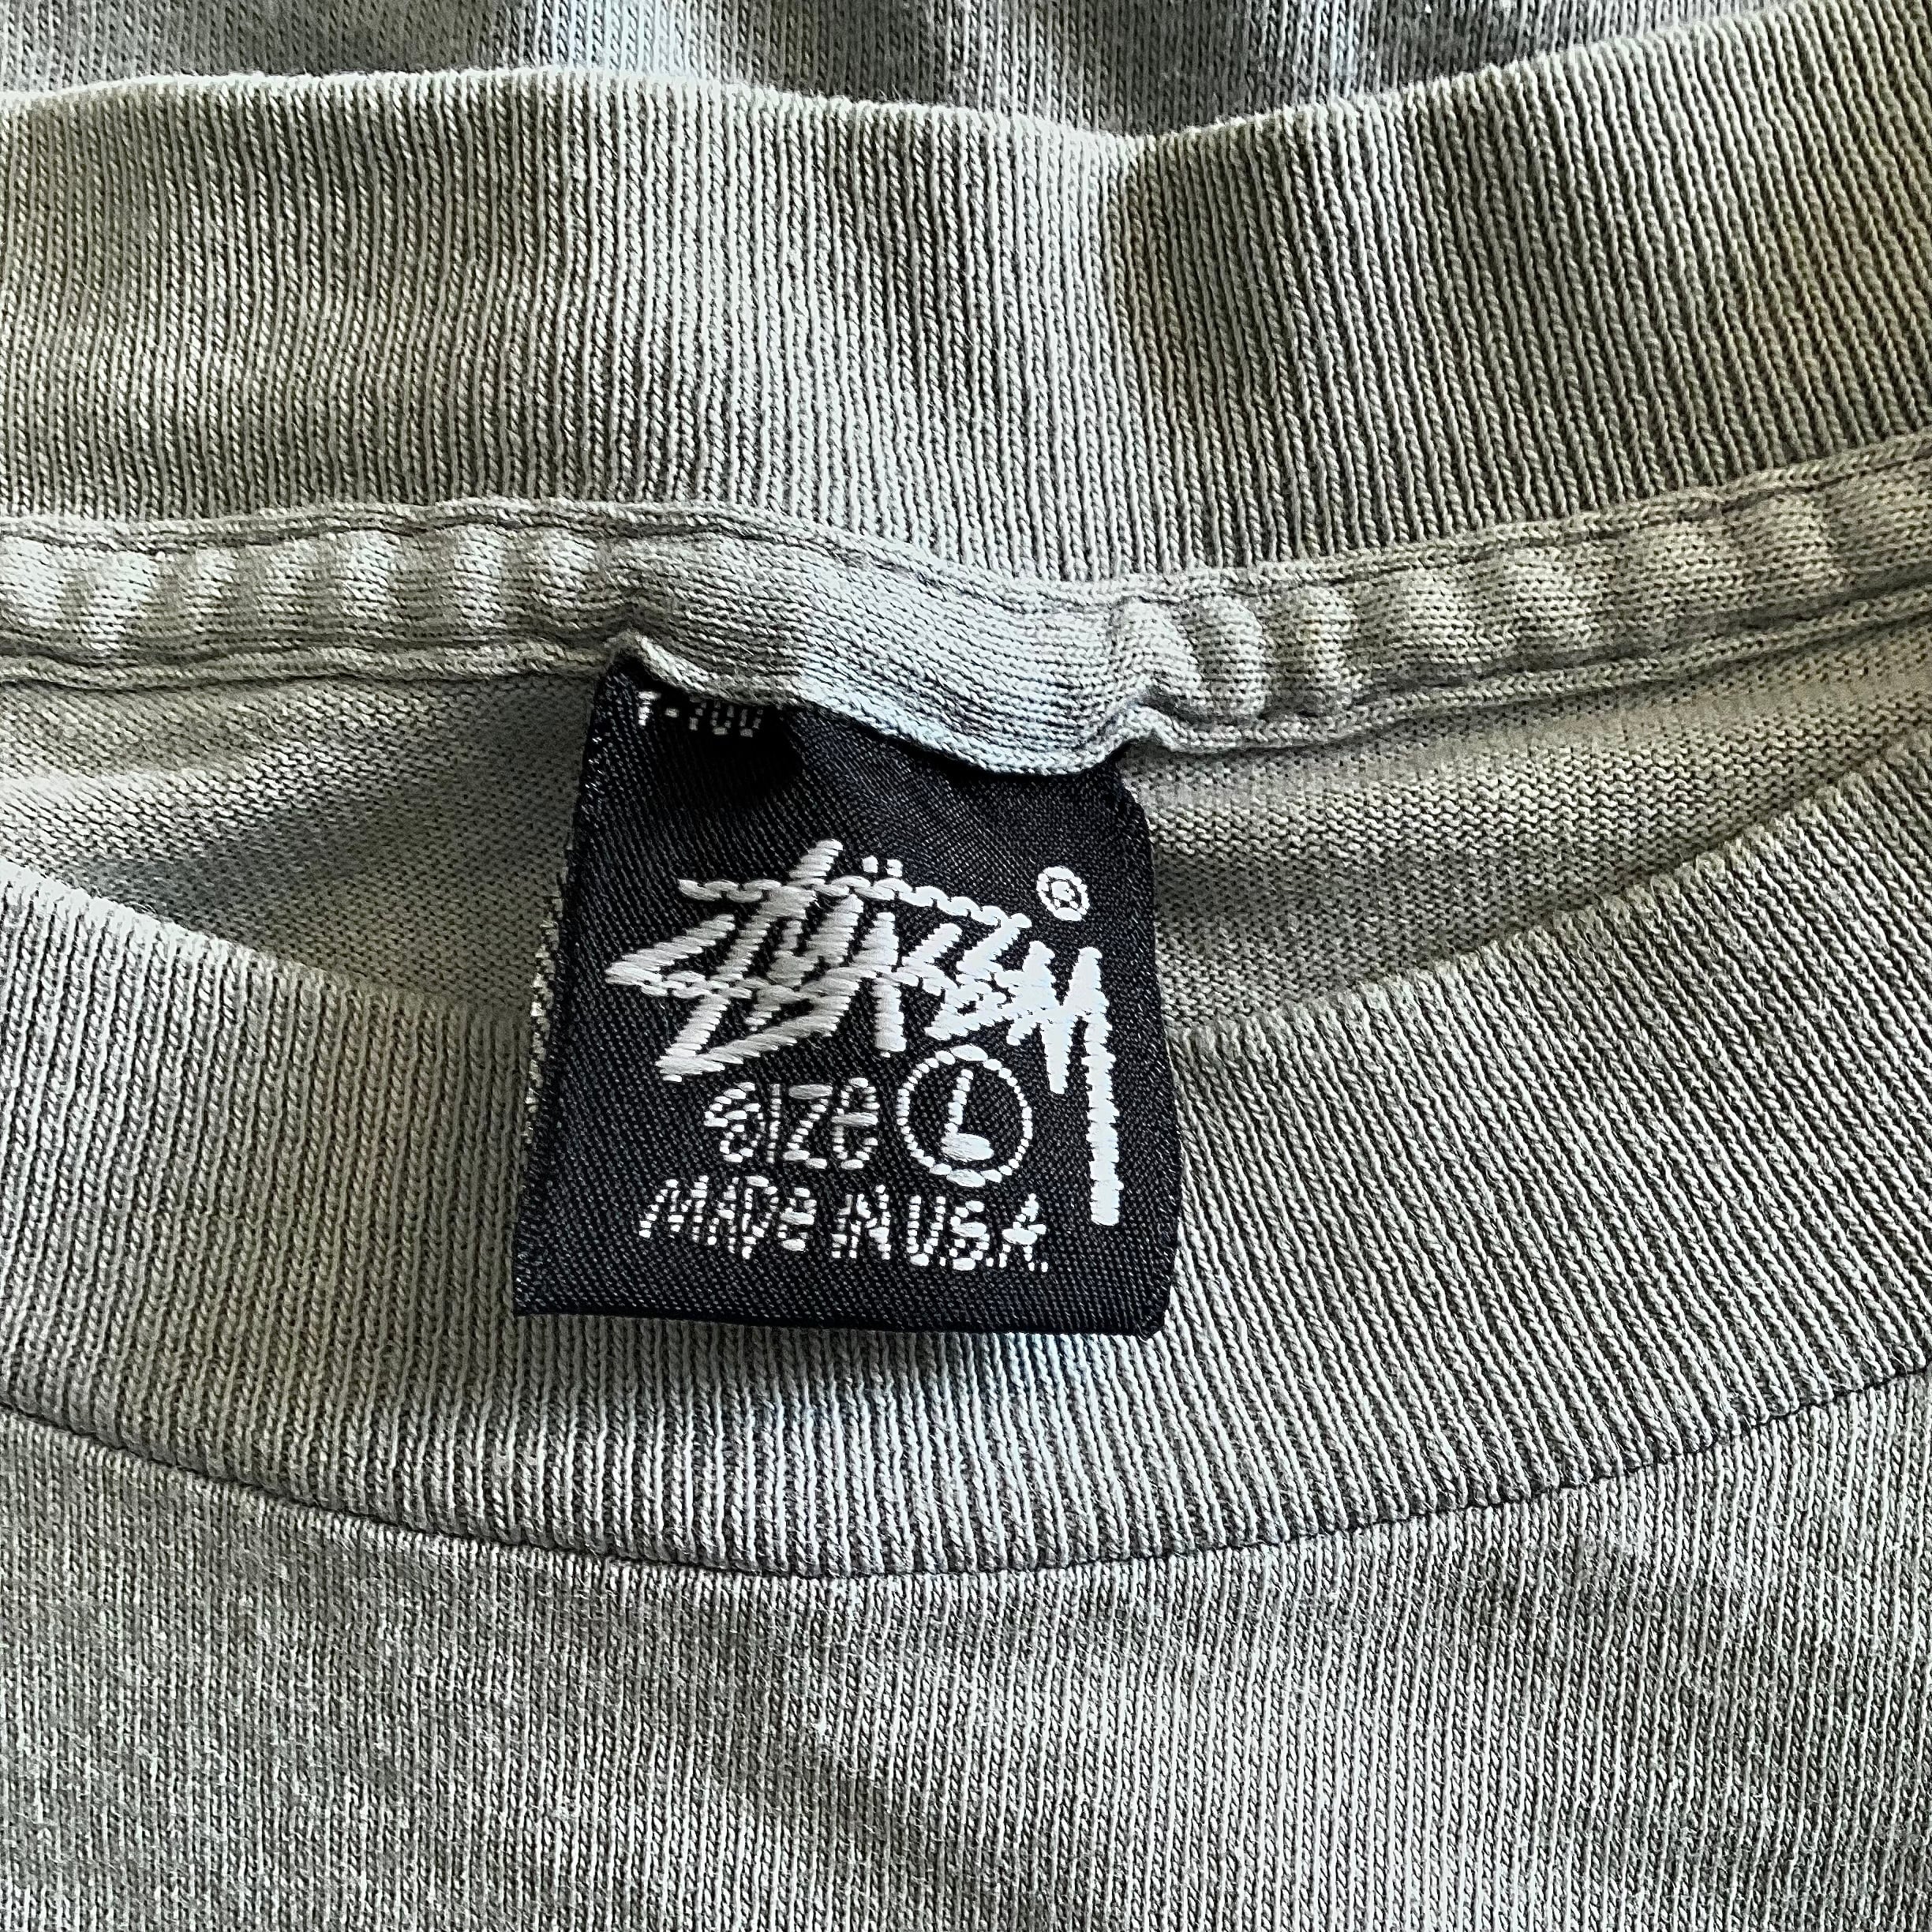 Stüssy ®
SIZE L
MADE IN U.S.A.